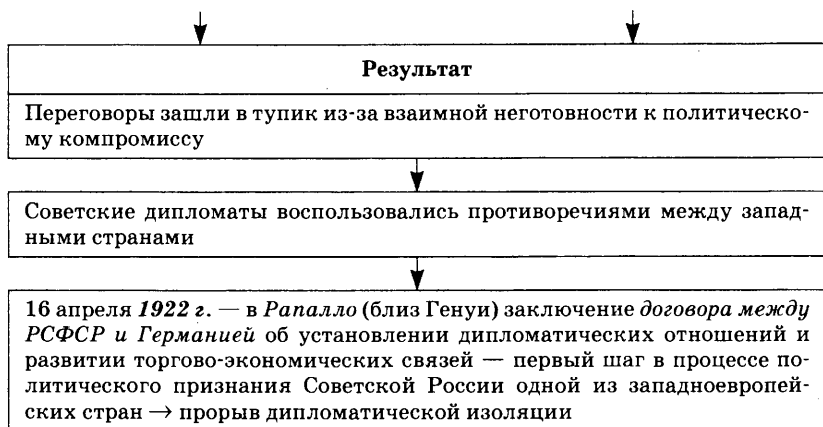 Результат
Переговоры зашли в тупик из-за взаимной неготовности к политическо-
му компромиссу
Советские дипломаты воспользовались противоречиями между запад-
ными странами
16 апреля 1922 г. — в Рапалло (близ Генуи) заключение договора между
РСФСР и Германией об установлении дипломатических отношений и
развитии торгово-экономических связей — первый шаг в процессе по-
литического признания Советской России одной из западноевропей-
ских стран → прорыв дипломатической изоляции